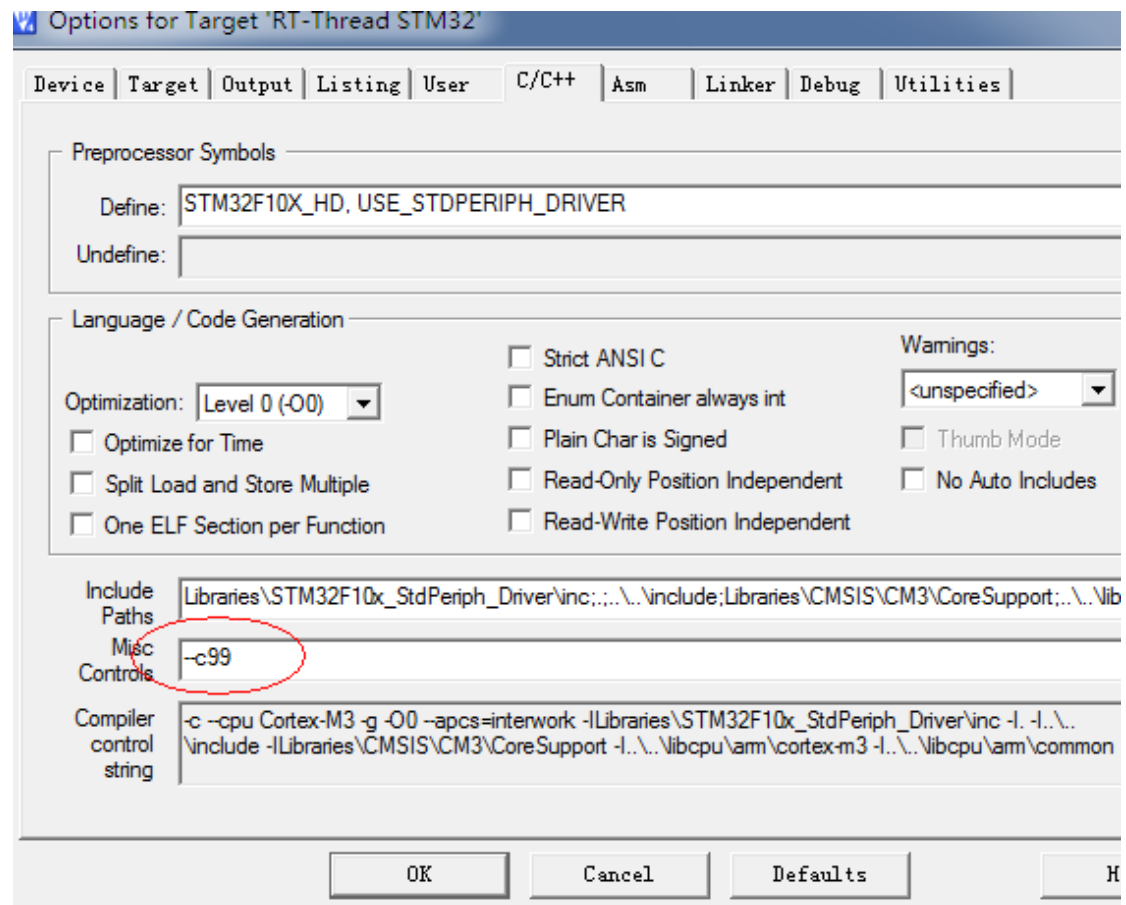 Options for Target 'RT-Thread STM32'
Device Target Output Listing User C/C++ Asm Linker Debug Utilities
Preprocessor Symbols
Define: STM32F10X_HD, USE_STDPERIPH_DRIVER
Undefine:
Language / Code Generation
Optimization: Level 0 (-O0)
Optimize for Time
Split Load and Store Multiple
One ELF Section per Function
Strict ANSI C
Enum Container always int
Plain Char is Signed
Read-Only Position Independent
Read-Write Position Independent
Warnings:
<unspecified>
Thumb Mode
No Auto Includes
Include
Paths
Libraries\STM32F10x_StdPeriph_Driver\inc;.;..\..\include;Libraries\CMSIS\CM3\CoreSupport;..\..\lib
Misc
Controls
--c99
Compiler
control
string
-c --cpu Cortex-M3 -g -O0 --apcs=interwork -ILibraries\STM32F10x_StdPeriph_Driver\inc -I. -I..\..
\include -ILibraries\CMSIS\CM3\CoreSupport -I..\..\libcpu\arm\cortex-m3 -I..\..\libcpu\arm\common
OK Cancel Defaults H